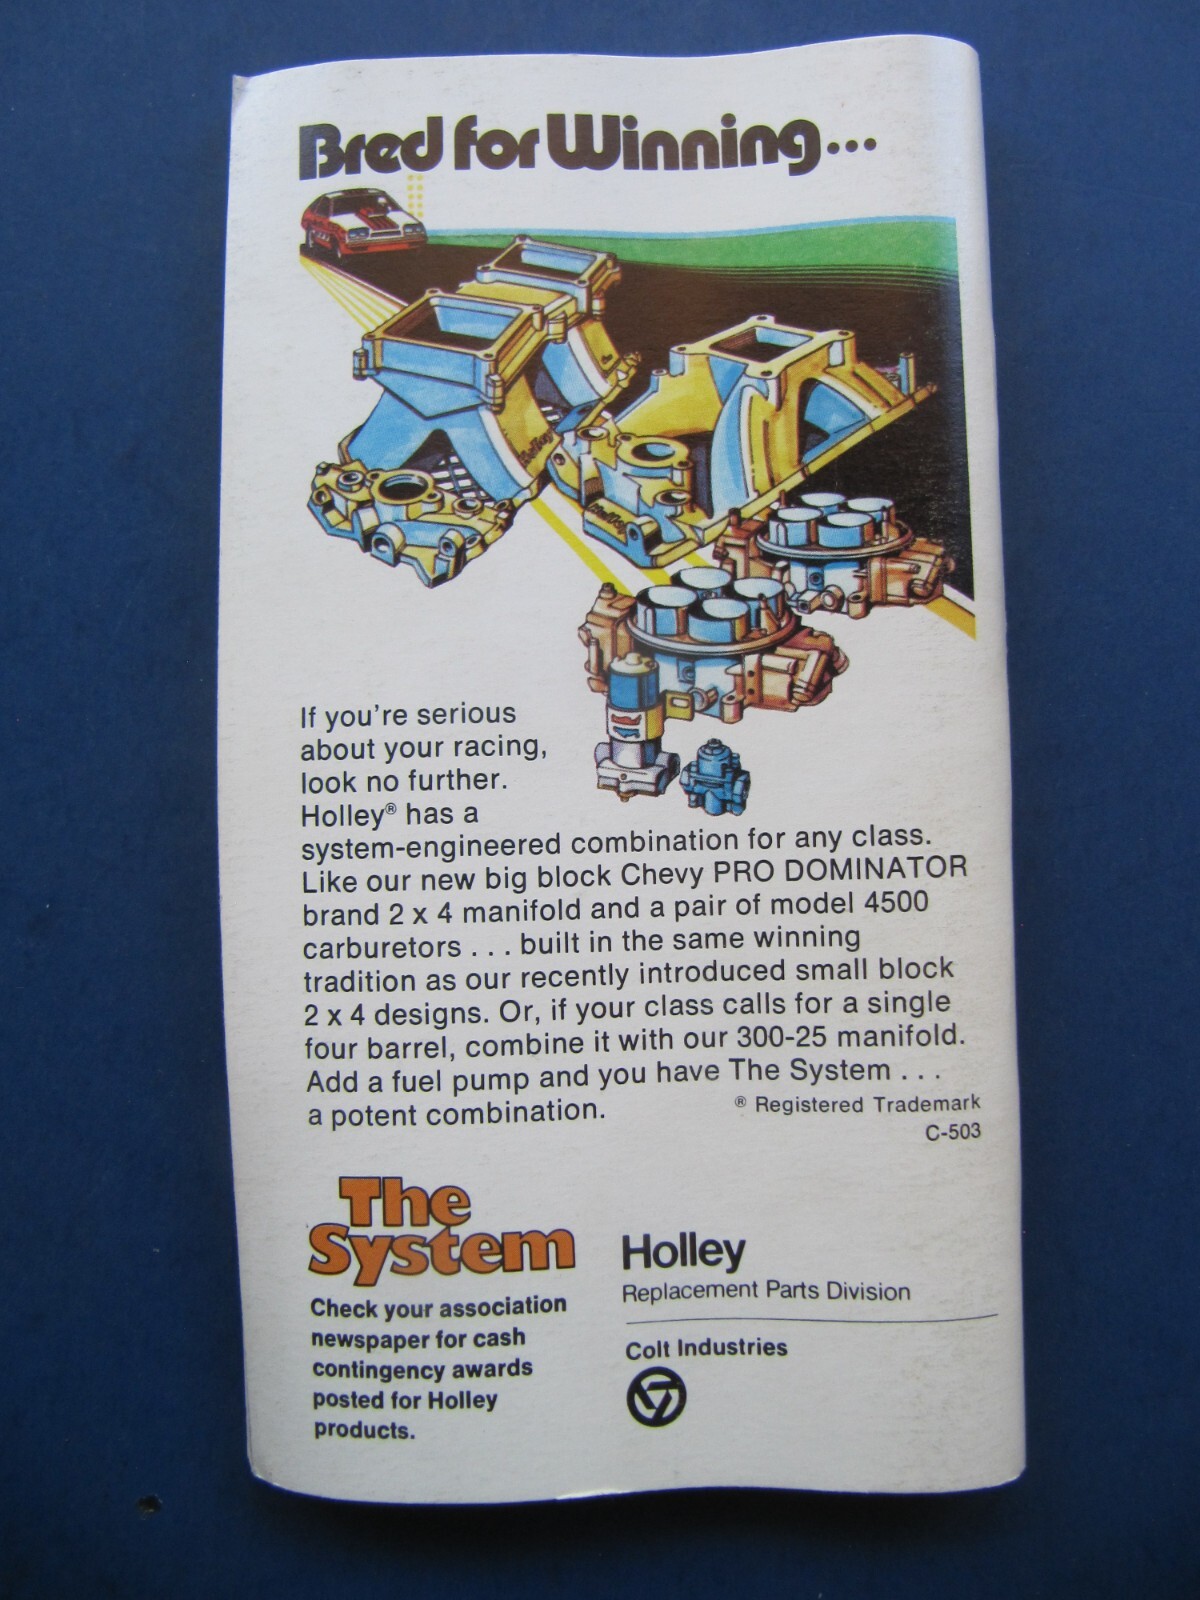 Bred for Winning...
Holley
Holley
If you're serious
about your racing,
look no further.
Holley® has a
system-engineered combination for any class.
Like our new big block Chevy PRO DOMINATOR
brand 2 x 4 manifold and a pair of model 4500
carburetors . . . built in the same winning
tradition as our recently introduced small block
2 x 4 designs. Or, if your class calls for a single
four barrel, combine it with our 300-25 manifold.
Add a fuel pump and you have The System . . .
a potent combination.
® Registered Trademark
C-503
The
System
Check your association
newspaper for cash
contingency awards
posted for Holley
products.
Holley
Replacement Parts Division
Colt Industries